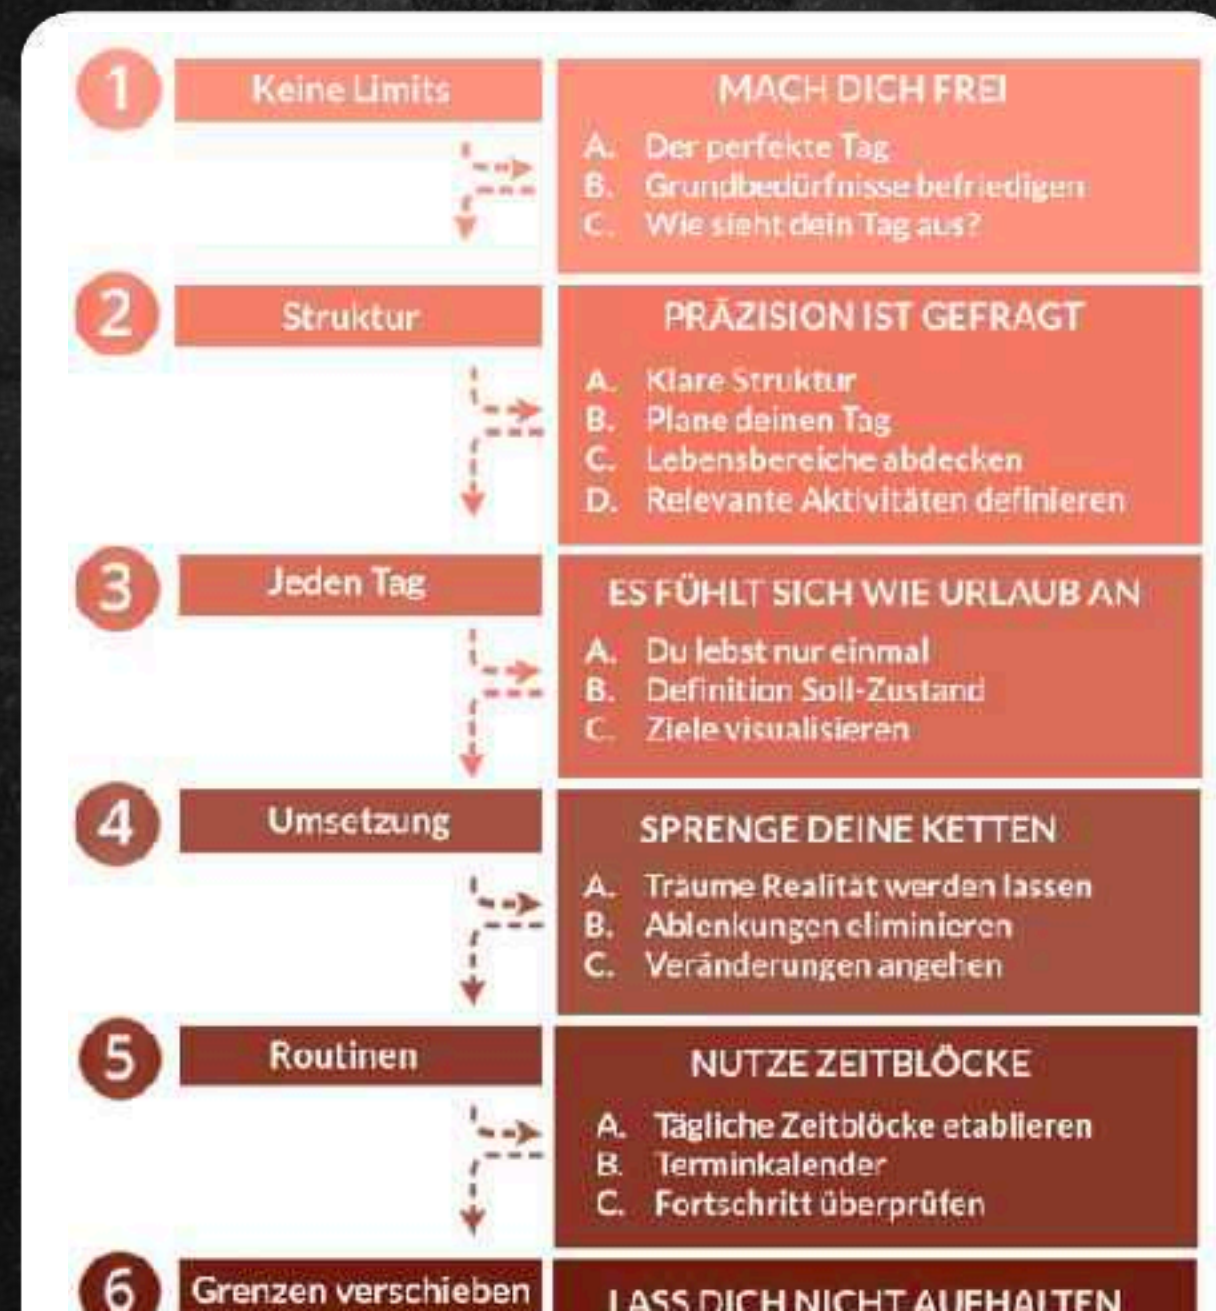 1
Keine Limits
MACH DICH FREI
A. Der perfekte Tag
B. Grundbedürfnisse befriedigen
C. Wie sieht dein Tag aus?
2
Struktur
PRÄZISION IST GEFRAGT
A. Klare Struktur
B. Plane deinen Tag
C. Lebensbereiche abdecken
D. Relevante Aktivitäten definieren
3
Jeden Tag
ES FÜHLT SICH WIE URLAUB AN
A. Du lebst nur einmal
B. Definition Soll-Zustand
C. Ziele visualisieren
4
Umsetzung
SPRENGE DEINE KETTEN
A. Träume Realität werden lassen
B. Ablenkungen eliminieren
C. Veränderungen angehen
5
Routinen
NUTZE ZEITBLÖCKE
A. Tägliche Zeitblöcke etablieren
B. Terminkalender
C. Fortschritt überprüfen
6
Grenzen verschieben
LASS DICH NICHT AUFHALTEN